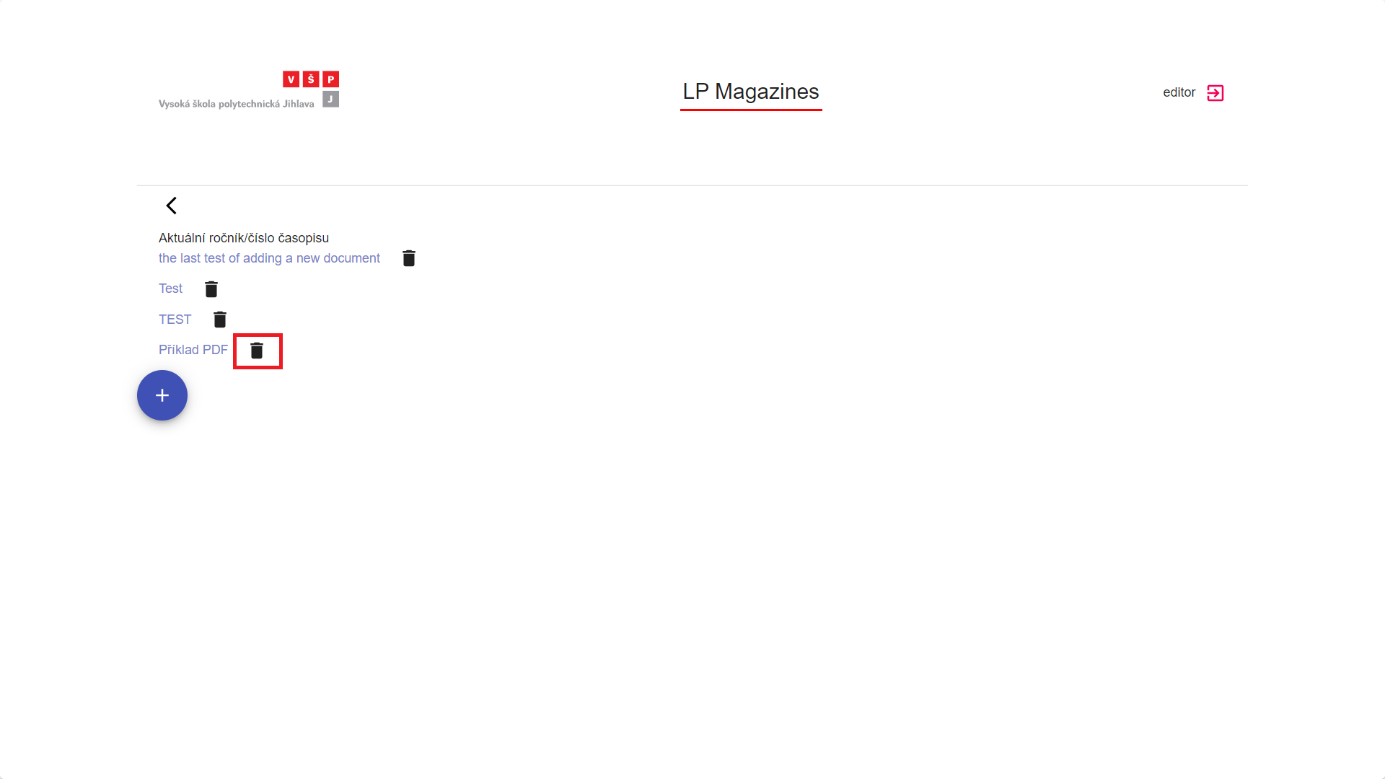 V Š P
Vysoká škola polytechnická Jihlava J
LP Magazines
editor
Aktuální ročník/číslo časopisu
the last test of adding a new document
Test
TEST
Příklad PDF
+